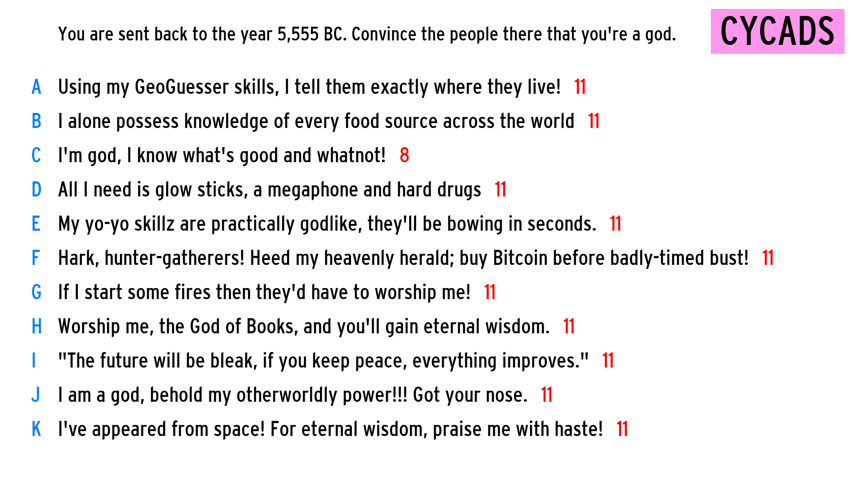 You are sent back to the year 5,555 BC. Convince the people there that you're a god.
CYCADS
A Using my GeoGuesser skills, I tell them exactly where they live! 11
B I alone possess knowledge of every food source across the world 11
C I'm god, I know what's good and whatnot! 8
D All I need is glow sticks, a megaphone and hard drugs 11
E My yo-yo skillz are practically godlike, they'll be bowing in seconds. 11
F Hark, hunter-gatherers! Heed my heavenly herald; buy Bitcoin before badly-timed bust! 11
G If I start some fires then they'd have to worship me! 11
H Worship me, the God of Books, and you'll gain eternal wisdom. 11
I "The future will be bleak, if you keep peace, everything improves." 11
J I am a god, behold my otherworldly power!!! Got your nose. 11
K I've appeared from space! For eternal wisdom, praise me with haste! 11